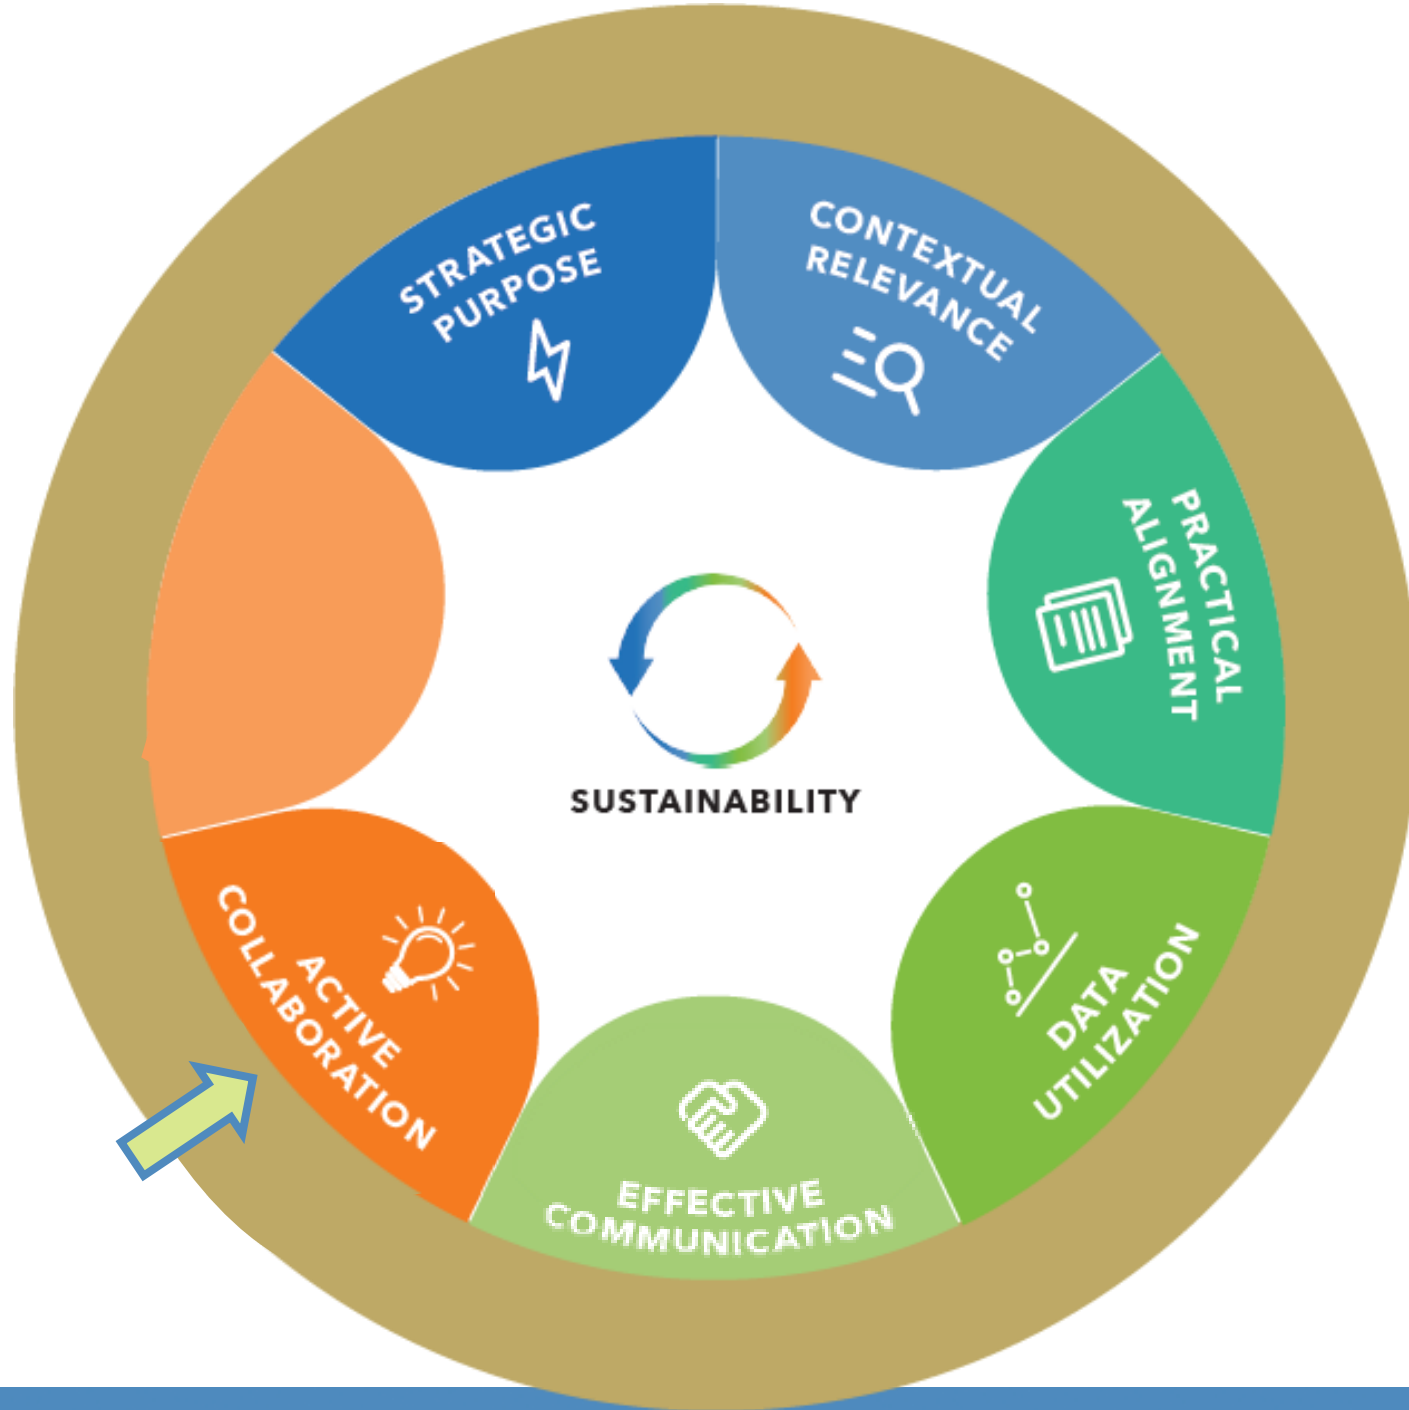 STRATEGIC
PURPOSE
CONTEXTUAL
RELEVANCE
PRACTICAL
ALIGNMENT
DATA
UTILIZATION
EFFECTIVE
COMMUNICATION
ACTIVE
COLLABORATION
SUSTAINABILITY